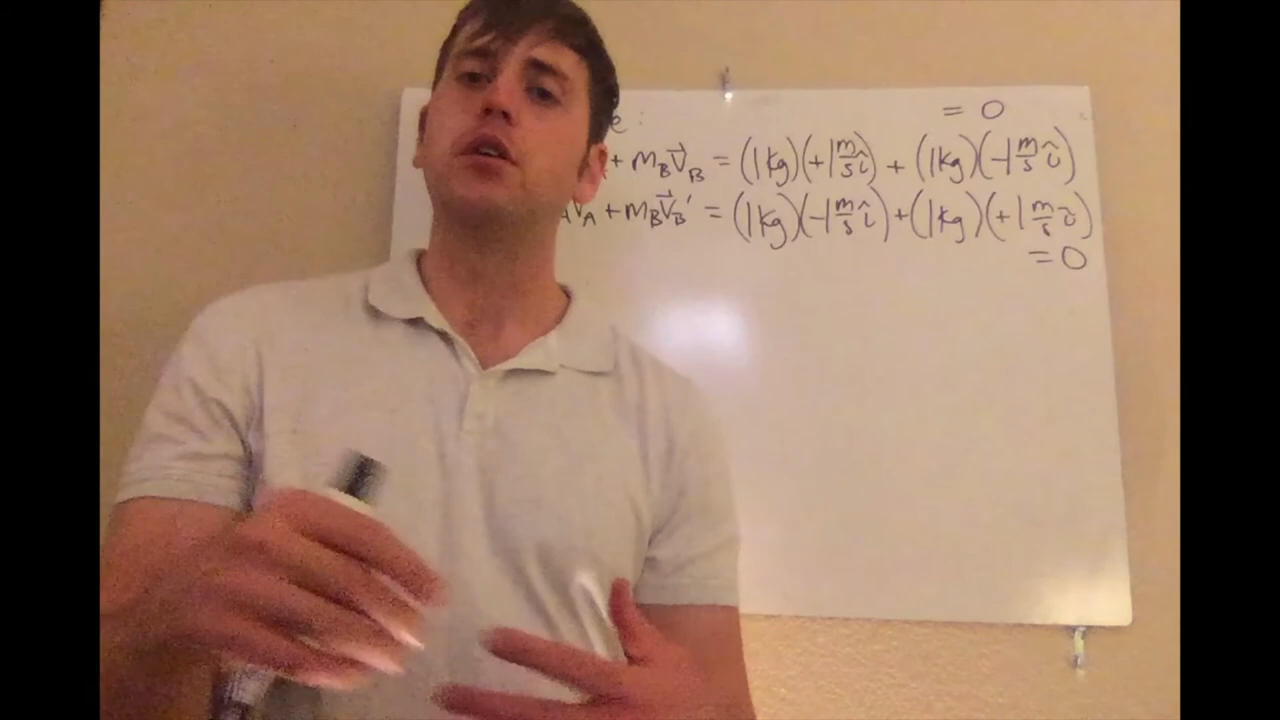 e : = 0
+ m_B v⃗_B = (1kg)(+1 m/s î) + (1kg)(-1 m/s î)
v_A + m_B v⃗_B' = (1kg)(-1 m/s î) + (1kg)(+1 m/s î)
= 0